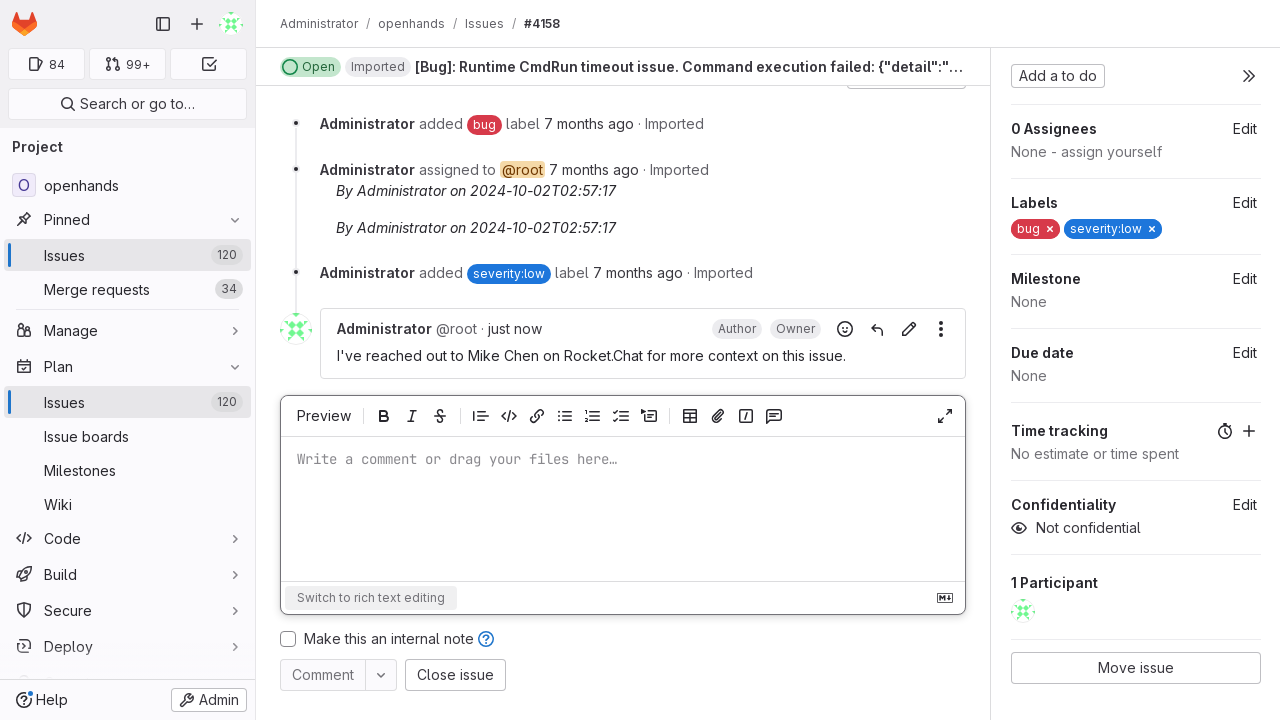 Administrator / openhands / Issues / #4158
84
99+
Search or go to…
Project
O openhands
Pinned
Issues 120
Merge requests 34
Manage
Plan
Issues 120
Issue boards
Milestones
Wiki
Code
Build
Secure
Deploy
Help
Admin
Open Imported [Bug]: Runtime CmdRun timeout issue. Command execution failed: {"detail":"…
Administrator added bug label 7 months ago · Imported
Administrator assigned to @root 7 months ago · Imported
By Administrator on 2024-10-02T02:57:17
By Administrator on 2024-10-02T02:57:17
Administrator added severity:low label 7 months ago · Imported
Administrator @root · just now Author Owner
I've reached out to Mike Chen on Rocket.Chat for more context on this issue.
Preview
Write a comment or drag your files here…
Switch to rich text editing
Make this an internal note
Comment
Close issue
Add a to do
0 Assignees Edit
None - assign yourself
Labels Edit
bug × severity:low ×
Milestone Edit
None
Due date Edit
None
Time tracking
No estimate or time spent
Confidentiality Edit
Not confidential
1 Participant
Move issue